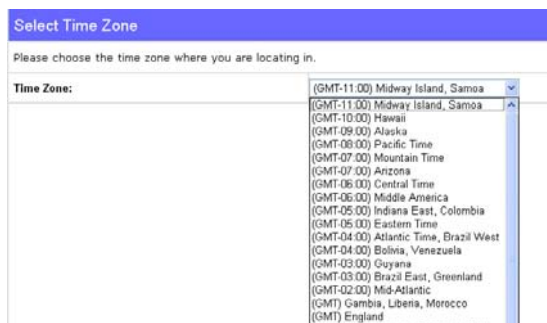 Select Time Zone
Please choose the time zone where you are locating in.
Time Zone: (GMT-11:00) Midway Island, Samoa
(GMT-11:00) Midway Island, Samoa
(GMT-10:00) Hawaii
(GMT-09:00) Alaska
(GMT-08:00) Pacific Time
(GMT-07:00) Mountain Time
(GMT-07:00) Arizona
(GMT-06:00) Central Time
(GMT-06:00) Middle America
(GMT-05:00) Indiana East, Colombia
(GMT-05:00) Eastern Time
(GMT-04:00) Atlantic Time, Brazil West
(GMT-04:00) Bolivia, Venezuela
(GMT-03:00) Guyana
(GMT-03:00) Brazil East, Greenland
(GMT-02:00) Mid-Atlantic
(GMT) Gambia, Liberia, Morocco
(GMT) England